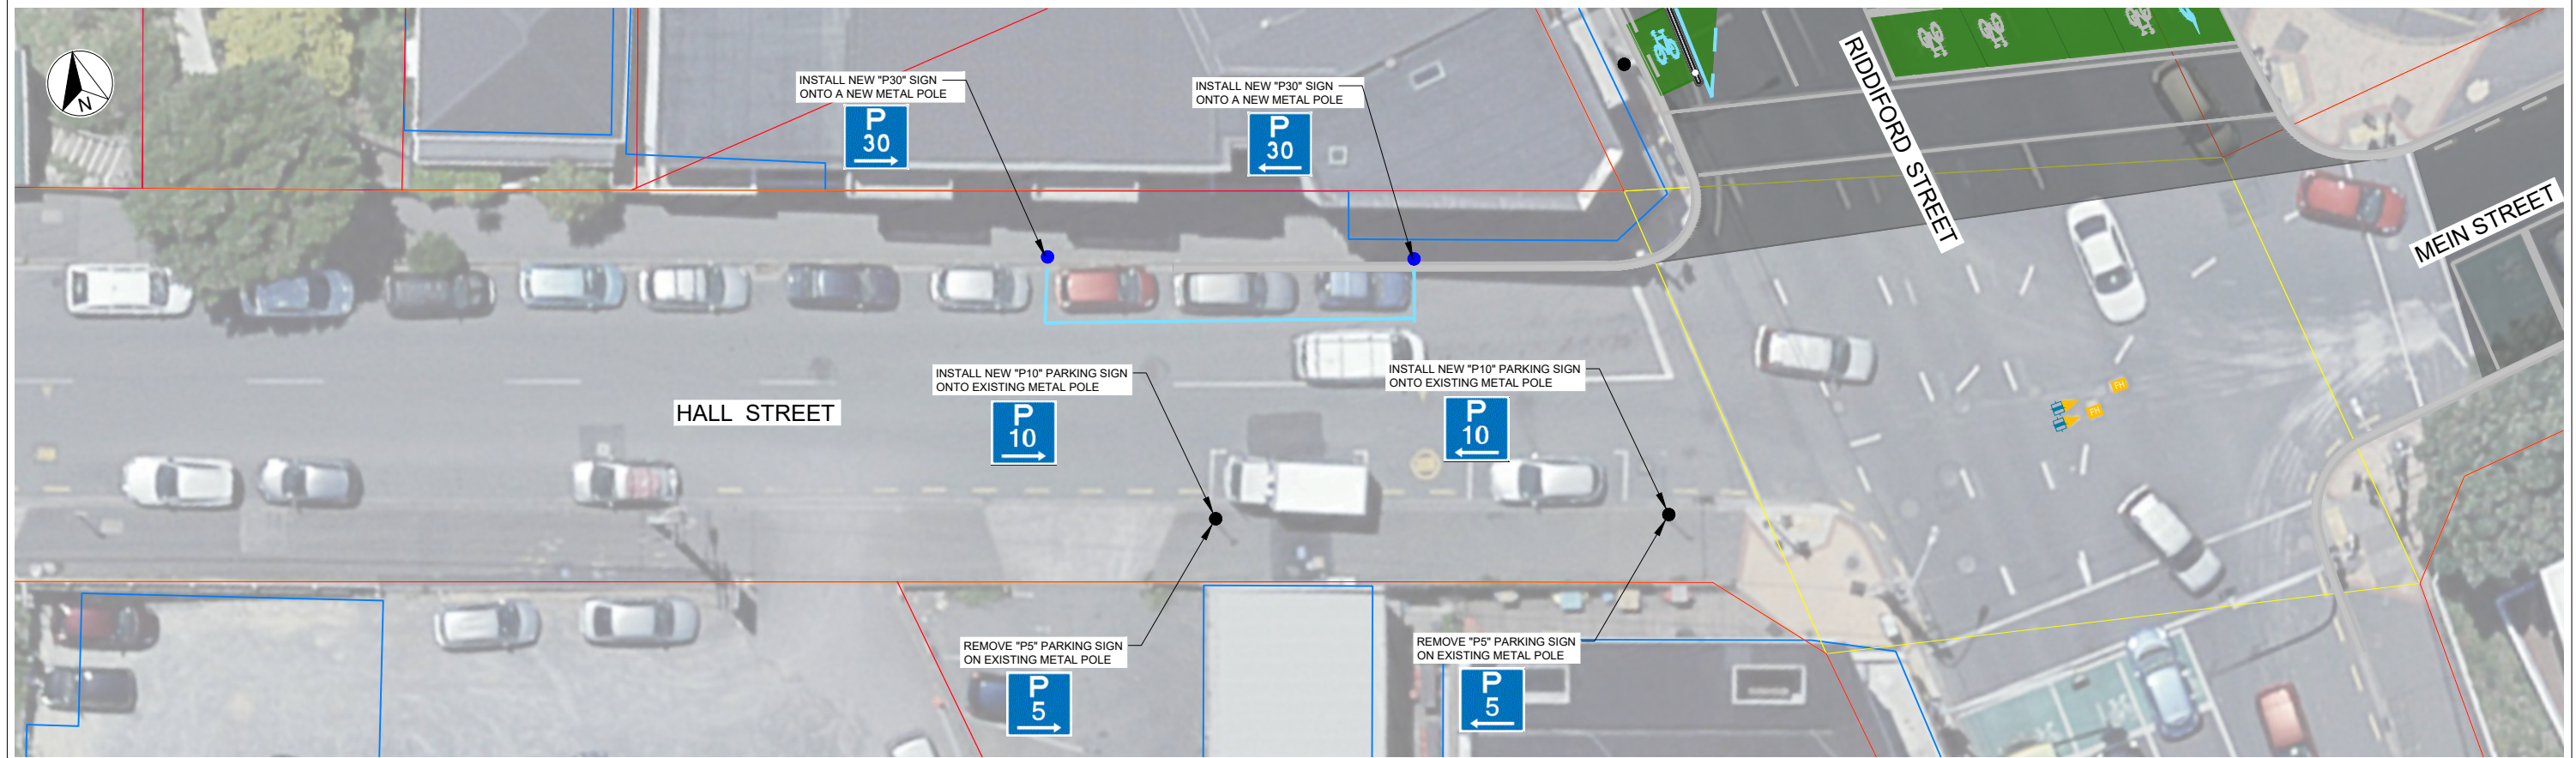 N
INSTALL NEW "P30" SIGN
ONTO A NEW METAL POLE
P
30
INSTALL NEW "P30" SIGN
ONTO A NEW METAL POLE
P
30
RIDDIFORD STREET
MEIN STREET
HALL STREET
INSTALL NEW "P10" PARKING SIGN
ONTO EXISTING METAL POLE
P
10
INSTALL NEW "P10" PARKING SIGN
ONTO EXISTING METAL POLE
P
10
FH
FH
REMOVE "P5" PARKING SIGN
ON EXISTING METAL POLE
P
5
REMOVE "P5" PARKING SIGN
ON EXISTING METAL POLE
P
5